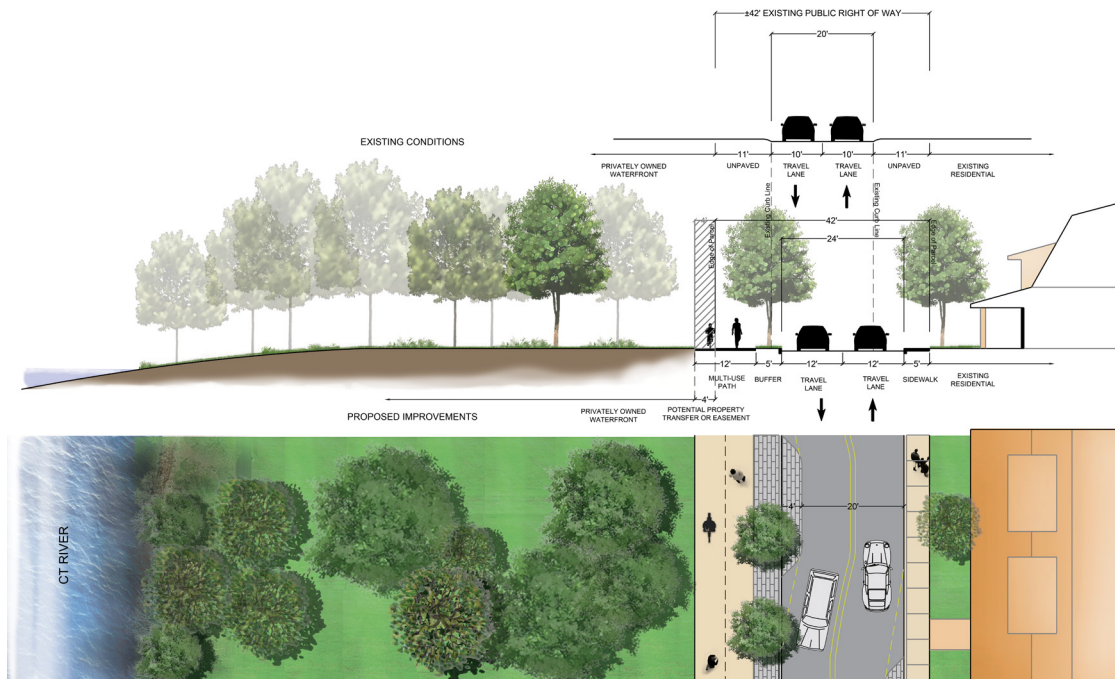 ±42' EXISTING PUBLIC RIGHT OF WAY
20'
EXISTING CONDITIONS
11'
10'
10'
11'
PRIVATELY OWNED
WATERFRONT
UNPAVED
TRAVEL
LANE
TRAVEL
LANE
UNPAVED
EXISTING
RESIDENTIAL
Existing Curb Line
Existing Curb Line
42'
24'
Edge of Parcel
Edge of Parcel
12'
5'
12'
12'
5'
MULTI-USE
PATH
BUFFER
TRAVEL
LANE
TRAVEL
LANE
SIDEWALK
EXISTING
RESIDENTIAL
4'
PROPOSED IMPROVEMENTS
PRIVATELY OWNED
WATERFRONT
POTENTIAL PROPERTY
TRANSFER OR EASEMENT
CT RIVER
4'
20'